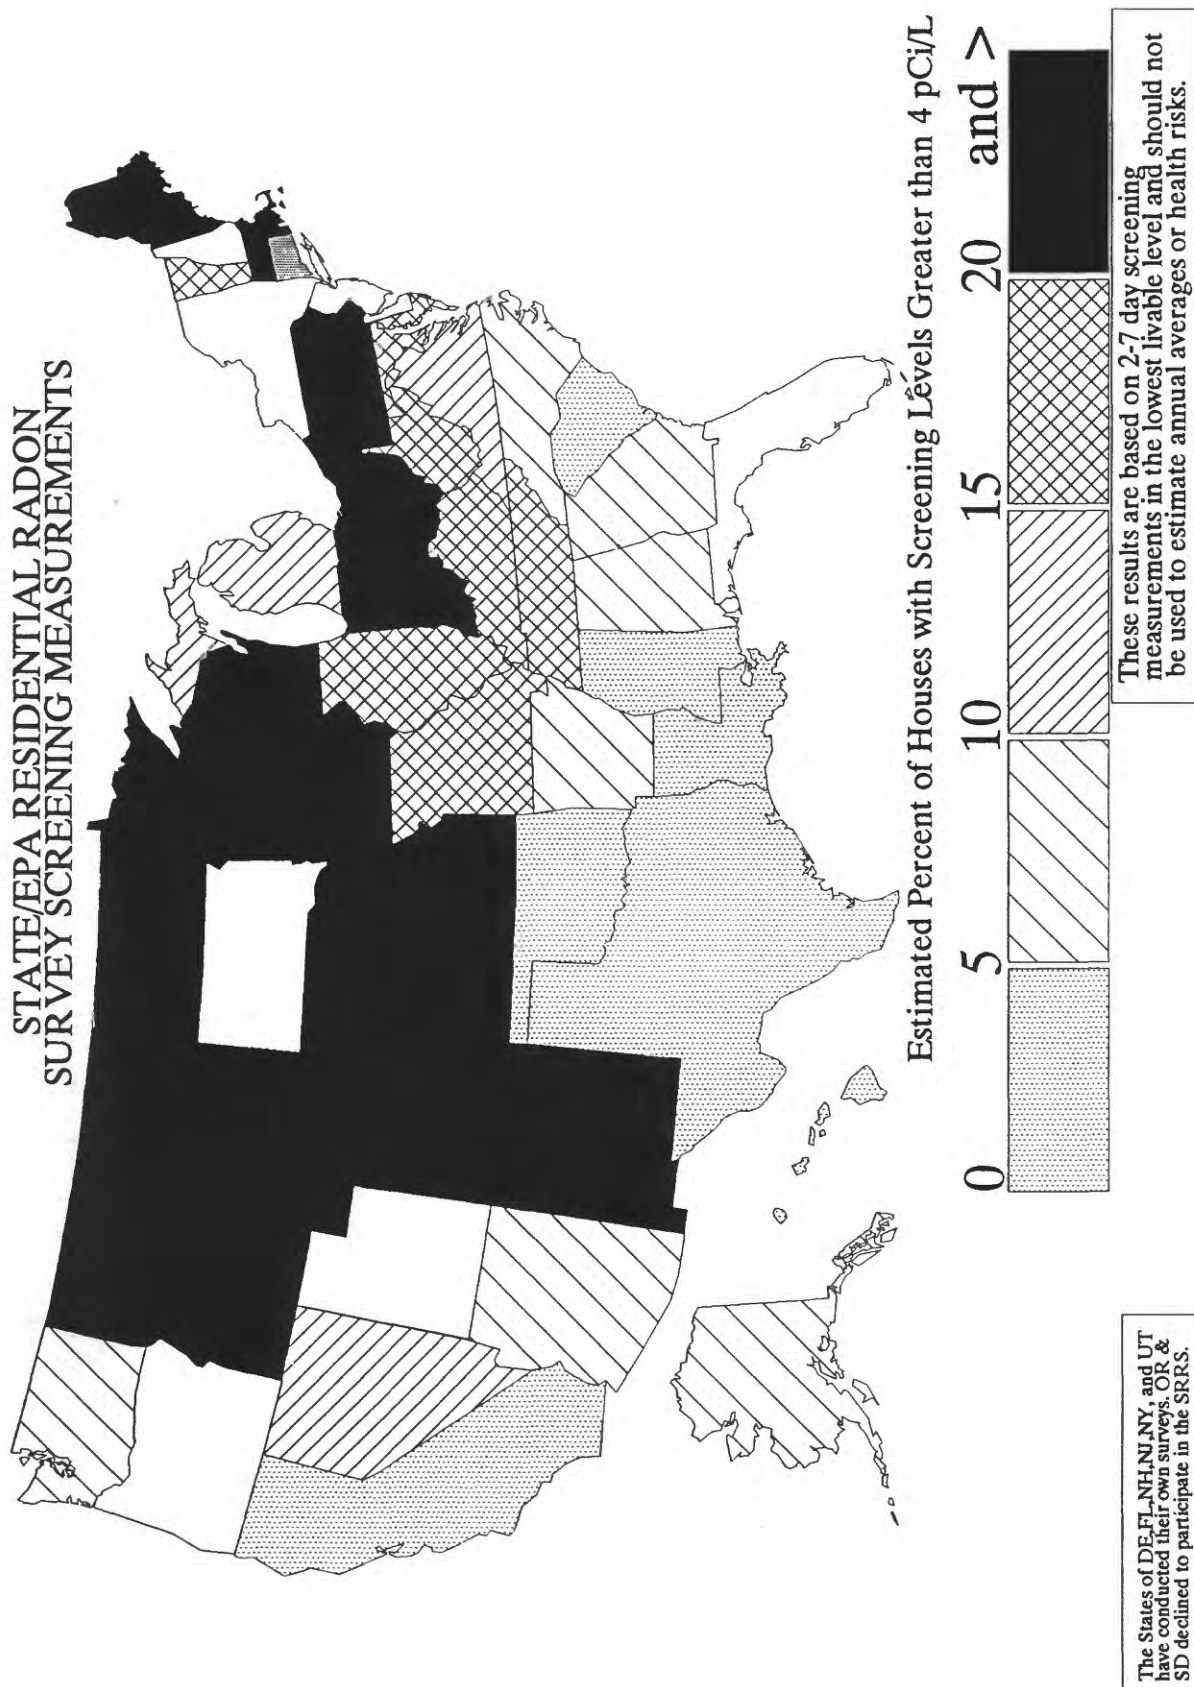 STATE/EPA RESIDENTIAL RADON
SURVEY SCREENING MEASUREMENTS
Estimated Percent of Houses with Screening Levels Greater than 4 pCi/L
0 5 10 15 20 and >
The States of DE,FL,NH,NJ,NY, and UT
have conducted their own surveys. OR &
SD declined to participate in the SRRS.
These results are based on 2-7 day screening
measurements in the lowest livable level and should not
be used to estimate annual averages or health risks.